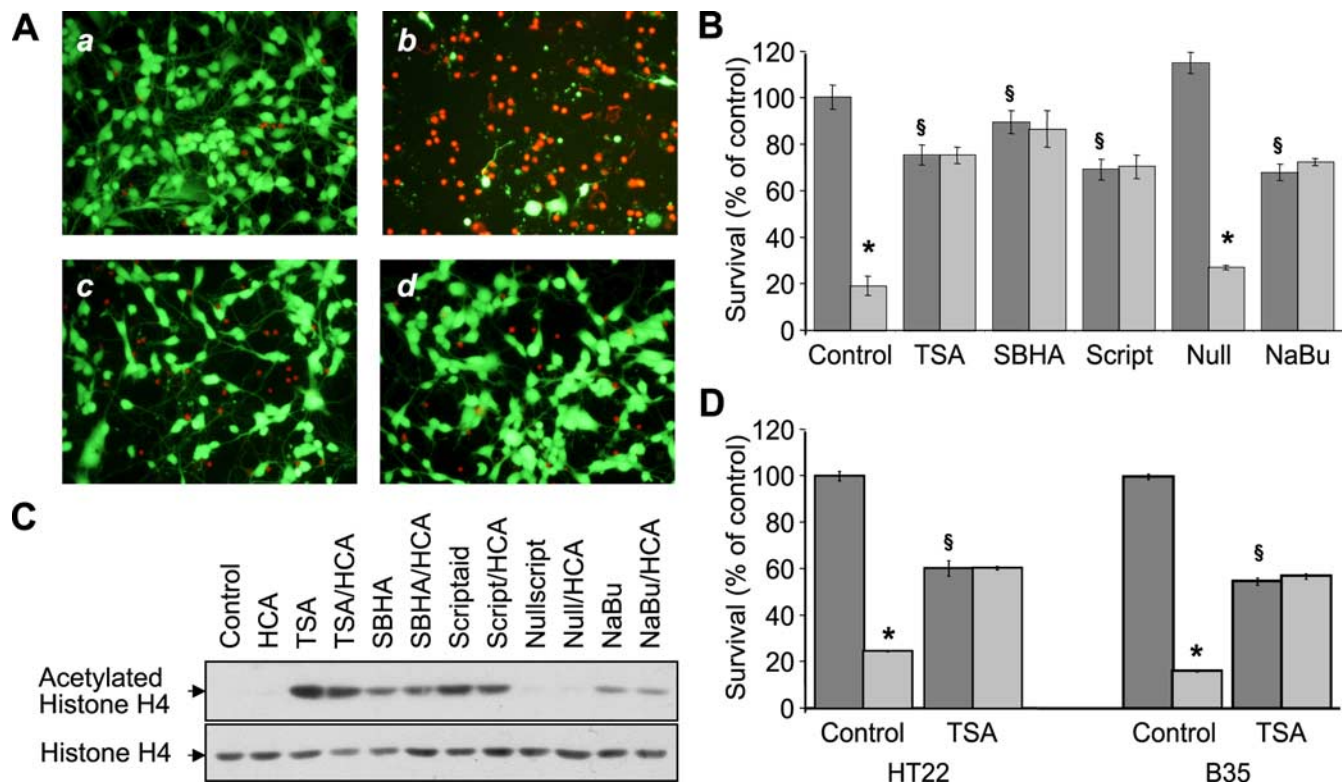 A
a
b
c
d
B
Survival (% of control)
120
100
80
60
40
20
0
*
§
§
§
*
§
Control TSA SBHA Script Null NaBu
C
Control
HCA
TSA
TSA/HCA
SBHA
SBHA/HCA
Scriptaid
Script/HCA
Nullscript
Null/HCA
NaBu
NaBu/HCA
Acetylated
Histone H4
Histone H4
D
Survival (% of control)
120
100
80
60
40
20
0
*
§
*
§
Control TSA Control TSA
HT22 B35